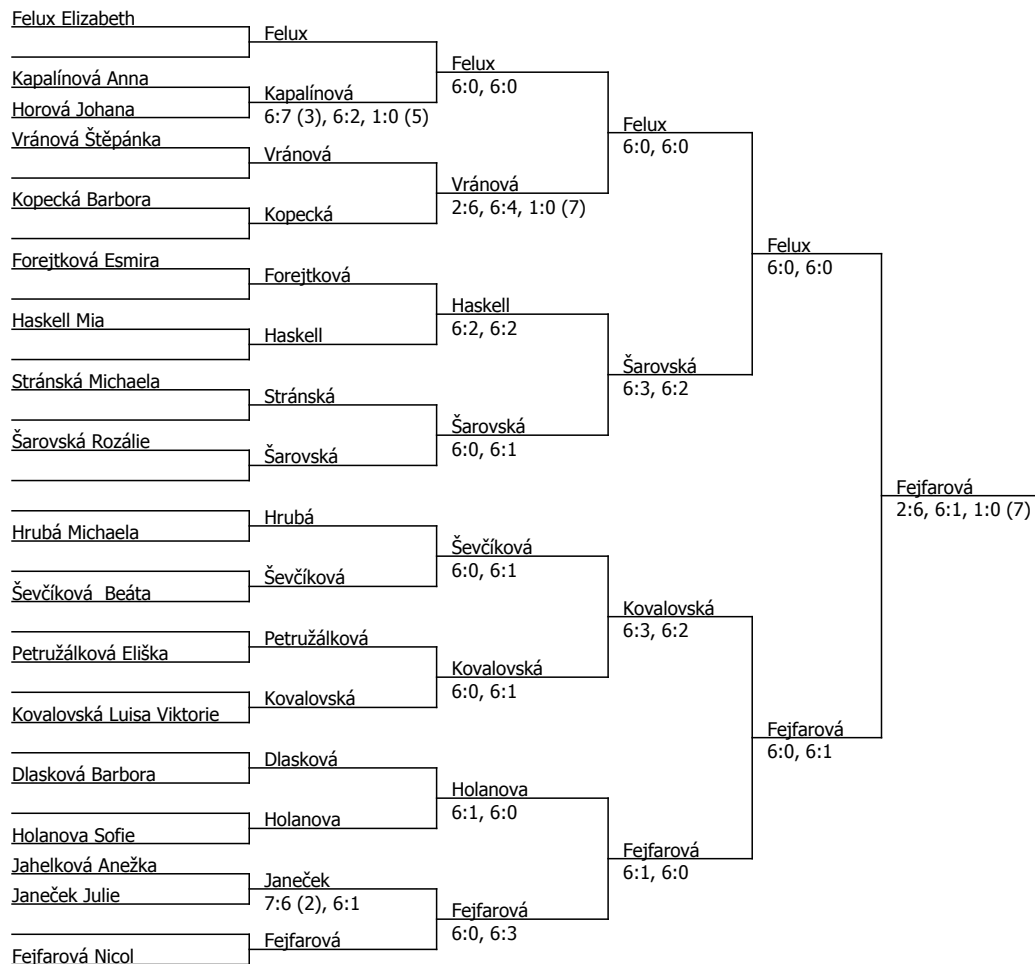 Felux Elizabeth
Felux
Felux
6:0, 6:0
Kapalínová Anna
Kapalínová
6:7 (3), 6:2, 1:0 (5)
Horová Johana
Felux
6:0, 6:0
Vránová Štěpánka
Vránová
Vránová
2:6, 6:4, 1:0 (7)
Kopecká Barbora
Kopecká
Felux
6:0, 6:0
Forejtková Esmira
Forejtková
Haskell
6:2, 6:2
Haskell Mia
Haskell
Šarovská
6:3, 6:2
Stránská Michaela
Stránská
Šarovská
6:0, 6:1
Šarovská Rozálie
Šarovská
Fejfarová
2:6, 6:1, 1:0 (7)
Hrubá
Hrubá Michaela
Ševčíková
6:0, 6:1
Ševčíková
Ševčíková  Beáta
Kovalovská
6:3, 6:2
Petružálková
Petružálková Eliška
Kovalovská
6:0, 6:1
Kovalovská
Kovalovská Luisa Viktorie
Fejfarová
6:0, 6:1
Dlasková
Dlasková Barbora
Holanova
6:1, 6:0
Holanova
Holanova Sofie
Fejfarová
6:1, 6:0
Jahelková Anežka
Janeček
7:6 (2), 6:1
Janeček Julie
Fejfarová
6:0, 6:3
Fejfarová
Fejfarová Nicol